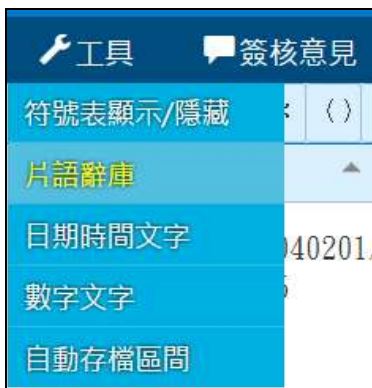 工具 簽核意見
符號表顯示/隱藏 ()
片語辭庫
日期時間文字 040201
數字文字
自動存檔區間